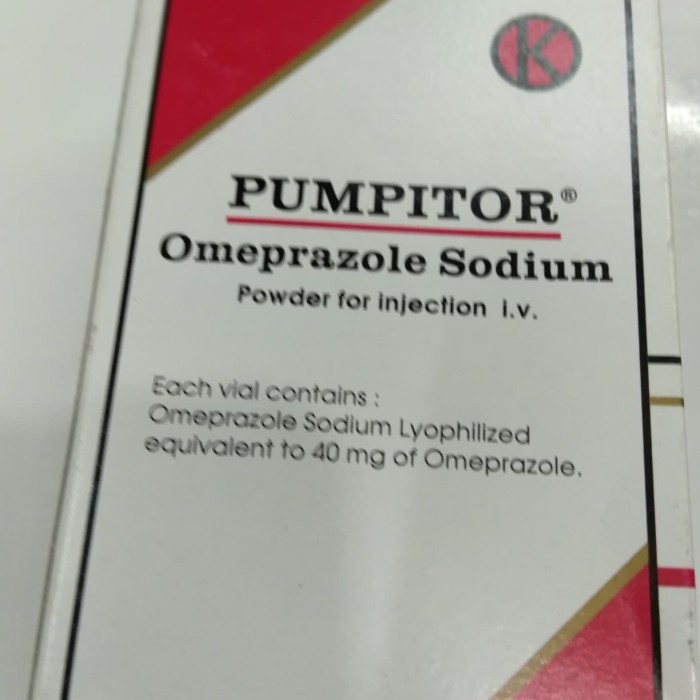 K
PUMPITOR®
Omeprazole Sodium
Powder for injection i.v.
Each vial contains :
Omeprazole Sodium Lyophilized
equivalent to 40 mg of Omeprazole.